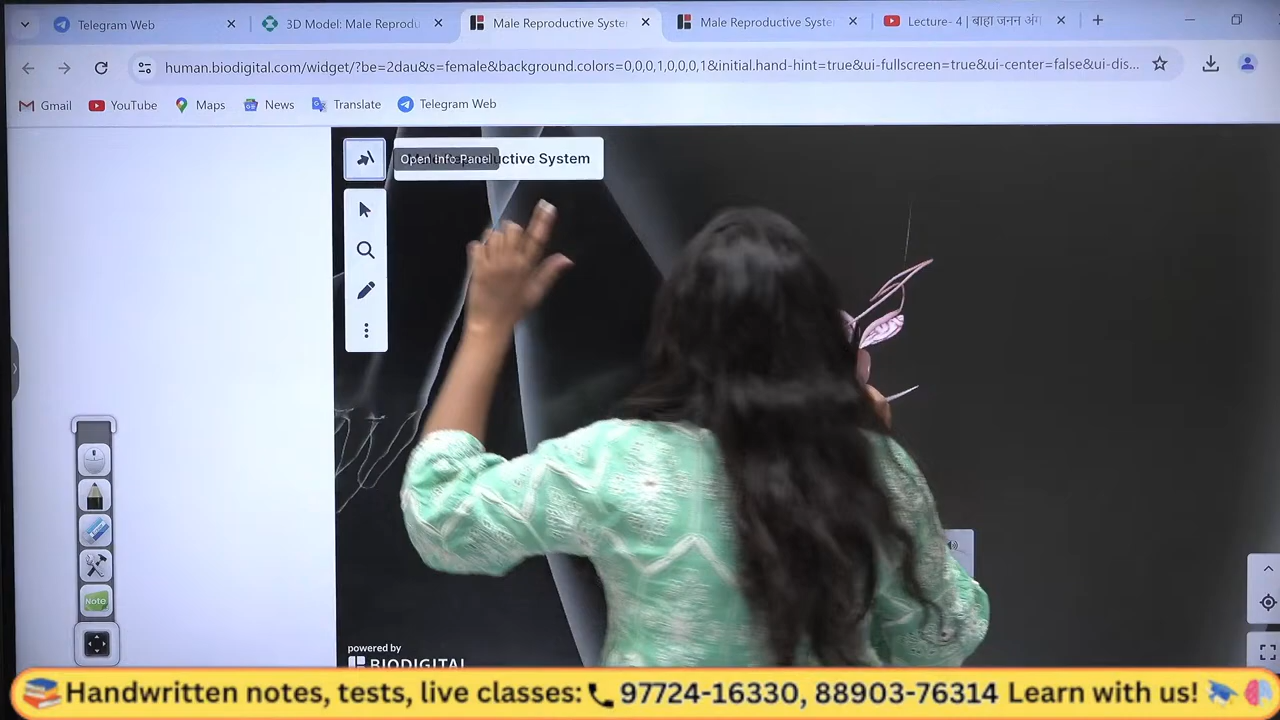 Telegram Web
3D Model: Male Reprodu
Male Reproductive Syste
Male Reproductive Syste
Lecture- 4 | बाहा जनन अंग
human.biodigital.com/widget/?be=2dau&s=female&background.colors=0,0,0,1,0,0,0,1&initial.hand-hint=true&ui-fullscreen=true&ui-center=false&ui-dis...
Gmail
YouTube
Maps
News
Translate
Telegram Web
Open Info Panel
uctive System
Note
powered by
BIODIGITAL
Handwritten notes, tests, live classes: 97724-16330, 88903-76314 Learn with us!